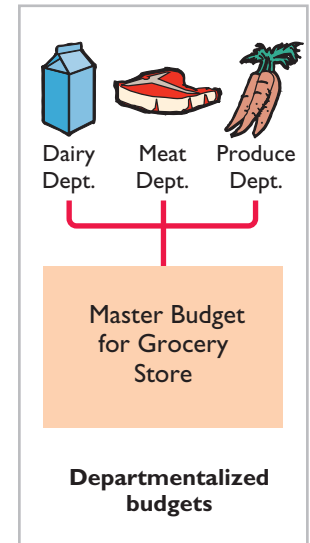 Dairy Dept.
Meat Dept.
Produce Dept.
Master Budget
for Grocery
Store
Departmentalized
budgets